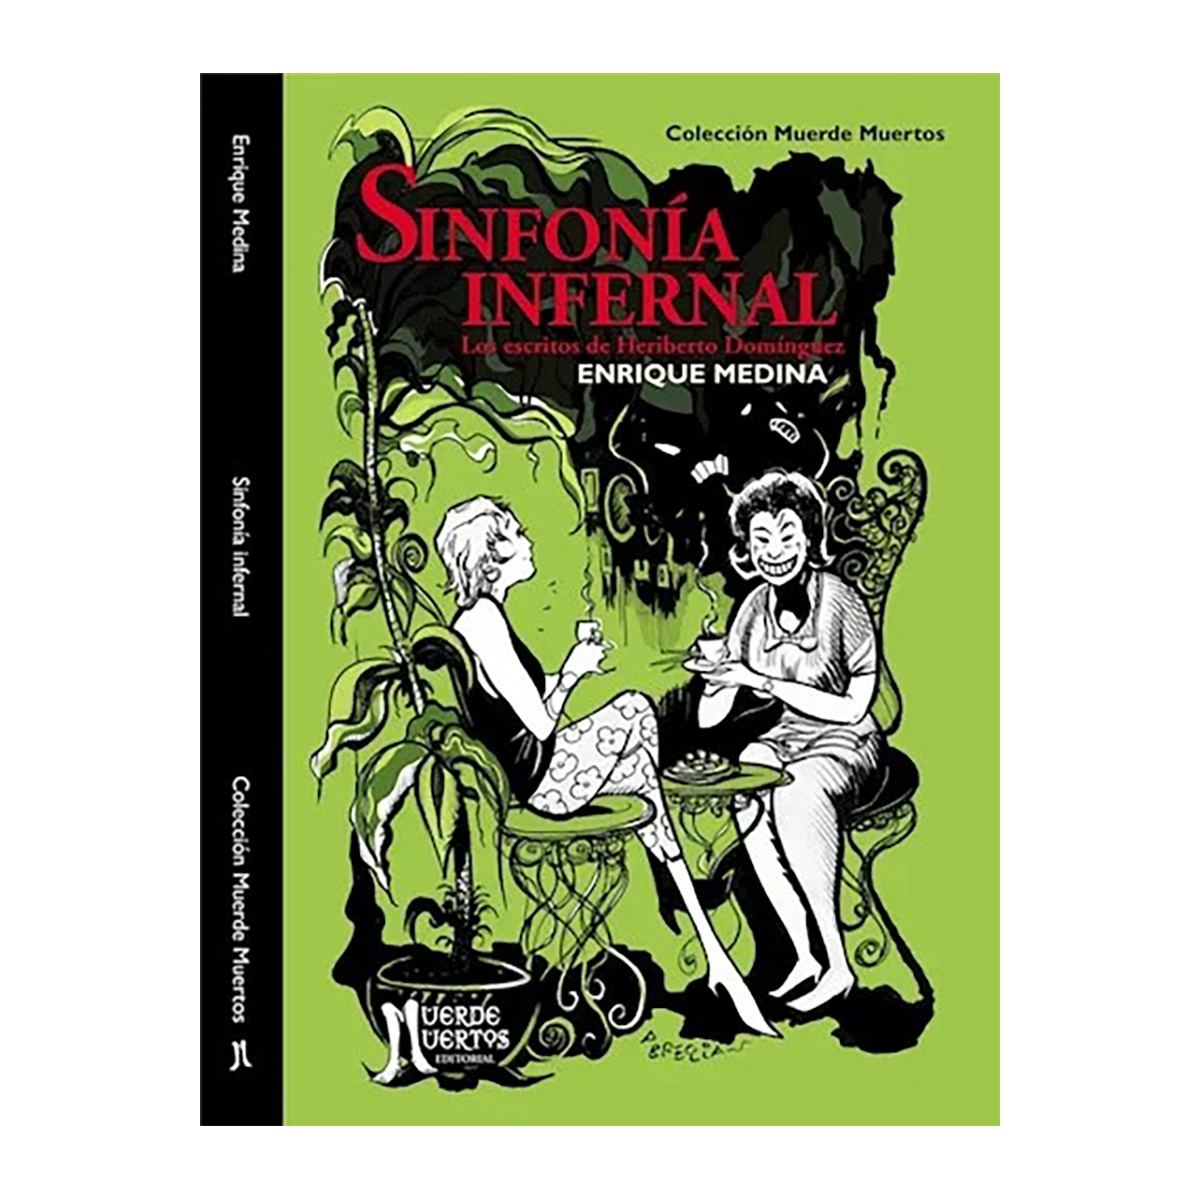 Enrique Medina
Sinfonía infernal
Colección Muerde Muertos
Colección Muerde Muertos
SINFONÍA
INFERNAL
Los escritos de Heriberto Domínguez
ENRIQUE MEDINA
MUERDE
MUERTOS
EDITORIAL
A
BRECCIA